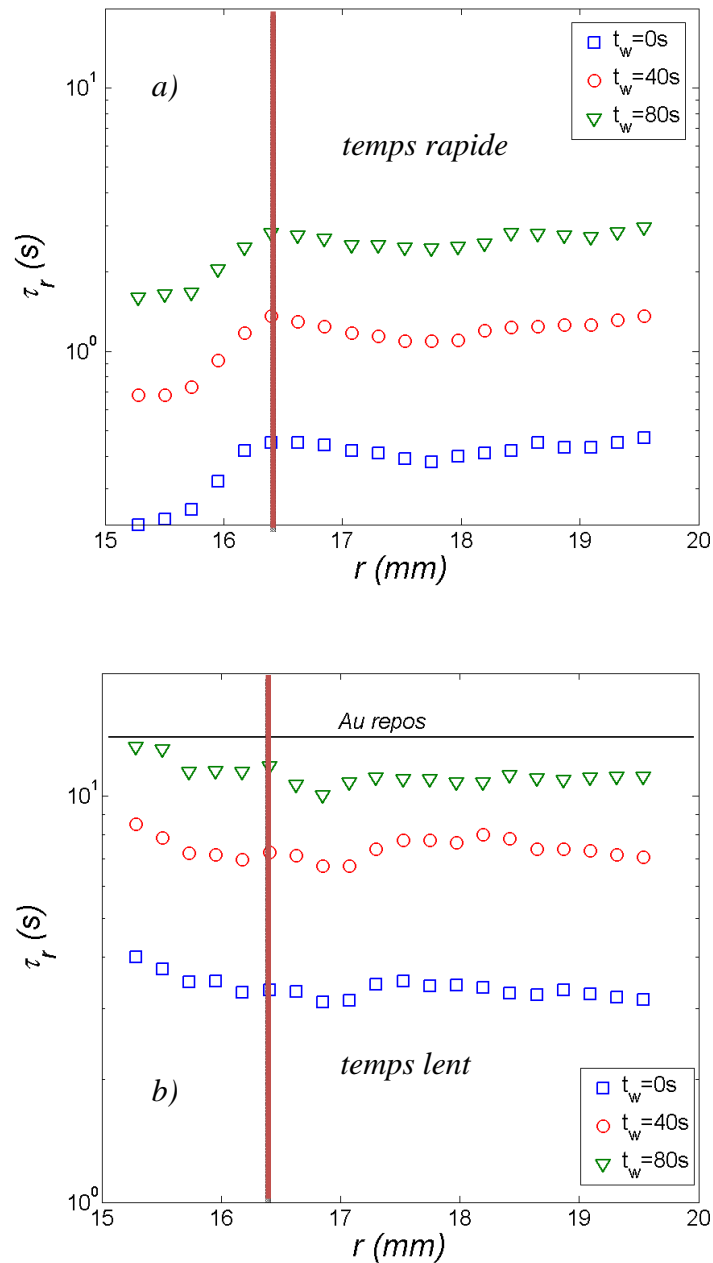 a)
temps rapide
t_w=0s
t_w=40s
t_w=80s
10^1
10^0
τ_r (s)
15 16 17 18 19 20
r (mm)
Au repos
10^1
10^0
τ_r (s)
temps lent
b)
t_w=0s
t_w=40s
t_w=80s
15 16 17 18 19 20
r (mm)